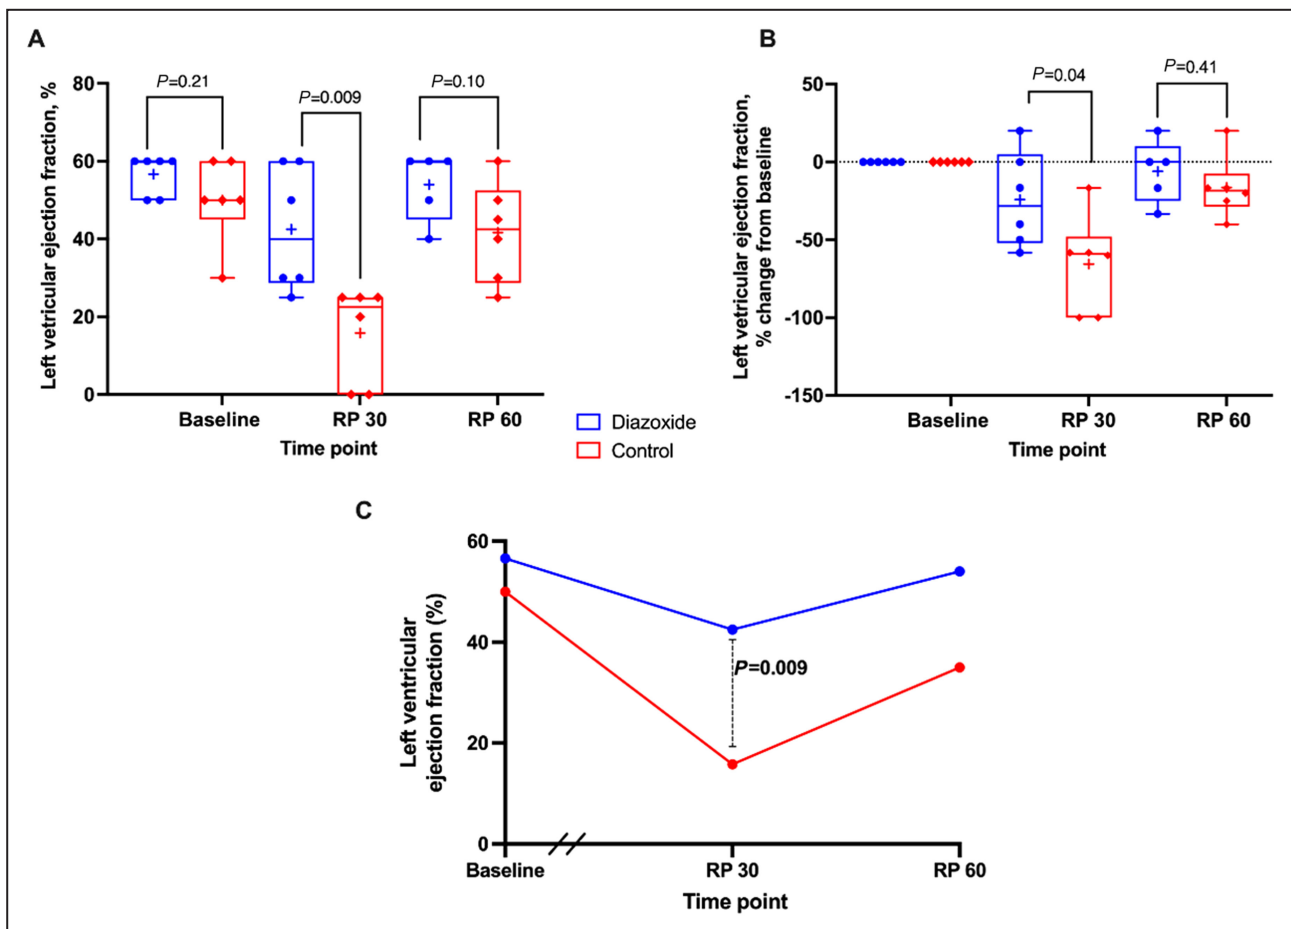 A
Left vetricular ejection fraction, %
80
60
40
20
0
P=0.21
P=0.009
P=0.10
Baseline
RP 30
RP 60
Time point
Diazoxide
Control
B
Left vetricular ejection fraction,
% change from baseline
50
0
-50
-100
-150
P=0.04
P=0.41
Baseline
RP 30
RP 60
Time point
C
Left ventricular
ejection fraction (%)
60
40
20
0
P=0.009
Baseline
RP 30
RP 60
Time point